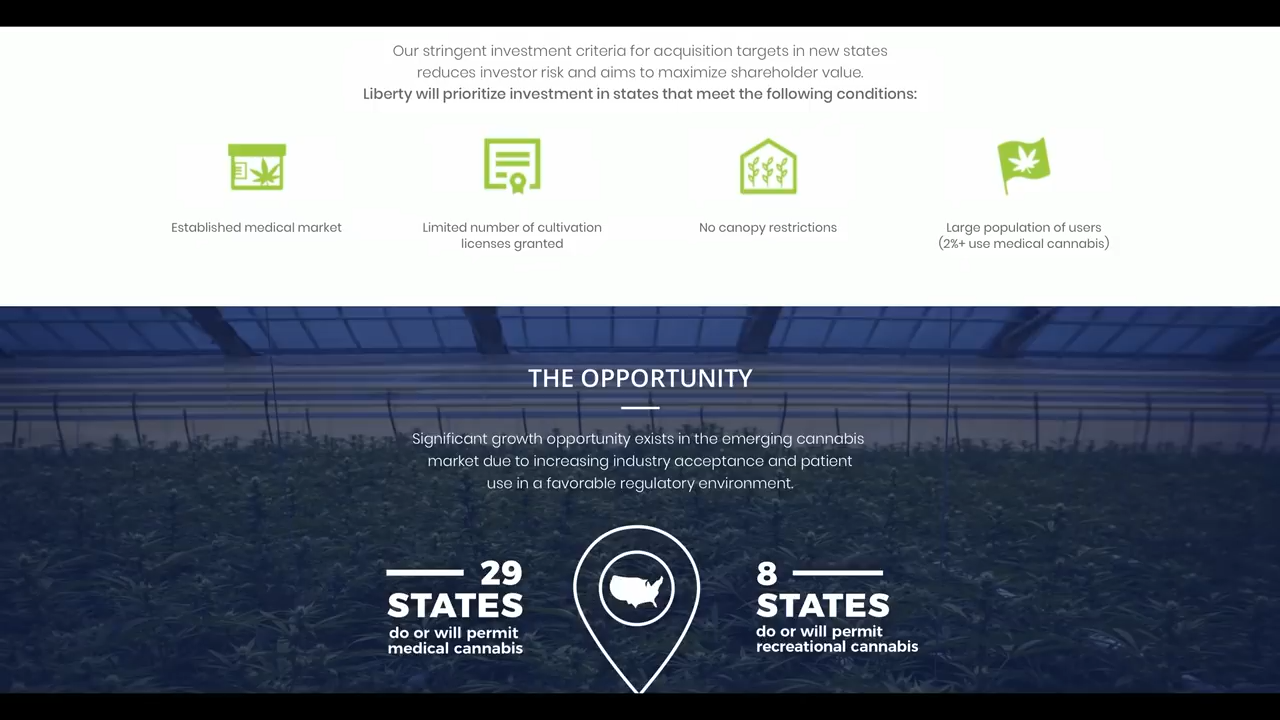 Our stringent investment criteria for acquisition targets in new states
reduces investor risk and aims to maximize shareholder value.
Liberty will prioritize investment in states that meet the following conditions:
Established medical market
Limited number of cultivation
licenses granted
No canopy restrictions
Large population of users
(2%+ use medical cannabis)
THE OPPORTUNITY
Significant growth opportunity exists in the emerging cannabis
market due to increasing industry acceptance and patient
use in a favorable regulatory environment.
29
STATES
do or will permit
medical cannabis
8
STATES
do or will permit
recreational cannabis